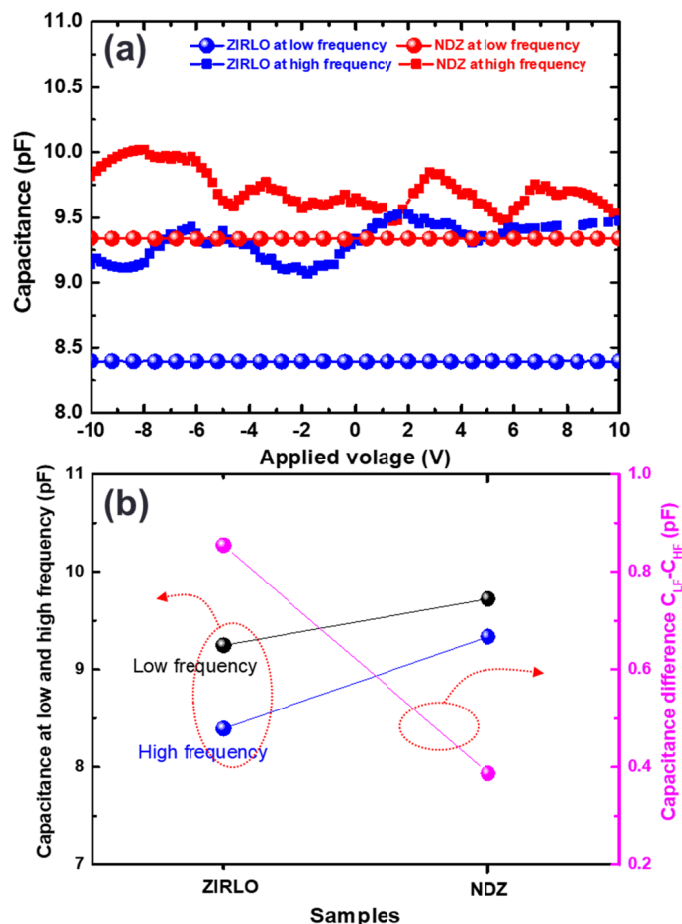 (a)
ZIRLO at low frequency
NDZ at low frequency
ZIRLO at high frequency
NDZ at high frequency
11.0
10.5
10.0
9.5
9.0
8.5
8.0
Capacitance (pF)
-10 -8 -6 -4 -2 0 2 4 6 8 10
Applied volage (V)
(b)
11
10
9
8
7
Capacitance at low and high frequency (pF)
Low frequency
High frequency
1.0
0.8
0.6
0.4
0.2
Capacitance difference C_LF-C_HF (pF)
ZIRLO NDZ
Samples